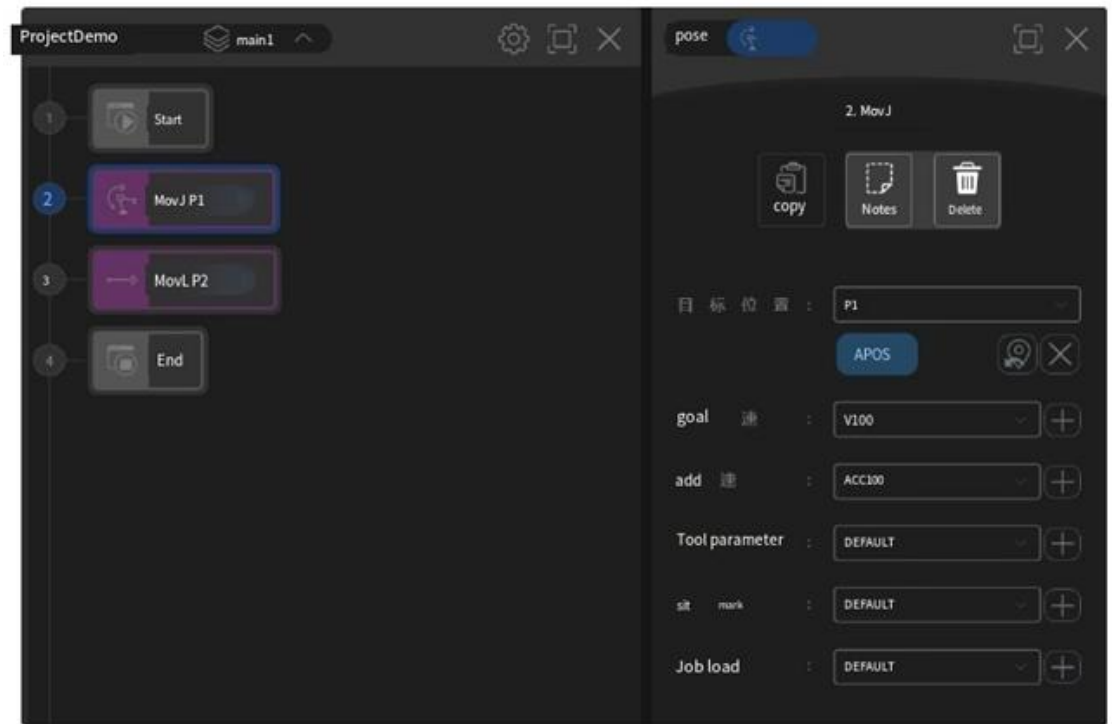 ProjectDemo
main1
1
Start
2
MovJ P1
3
MovL P2
4
End
pose
2. MovJ
copy
Notes
Delete
目标位置 : P1
APOS
goal 速 : V100
add 速 : ACC100
Tool parameter : DEFAULT
sit mark : DEFAULT
Job load : DEFAULT